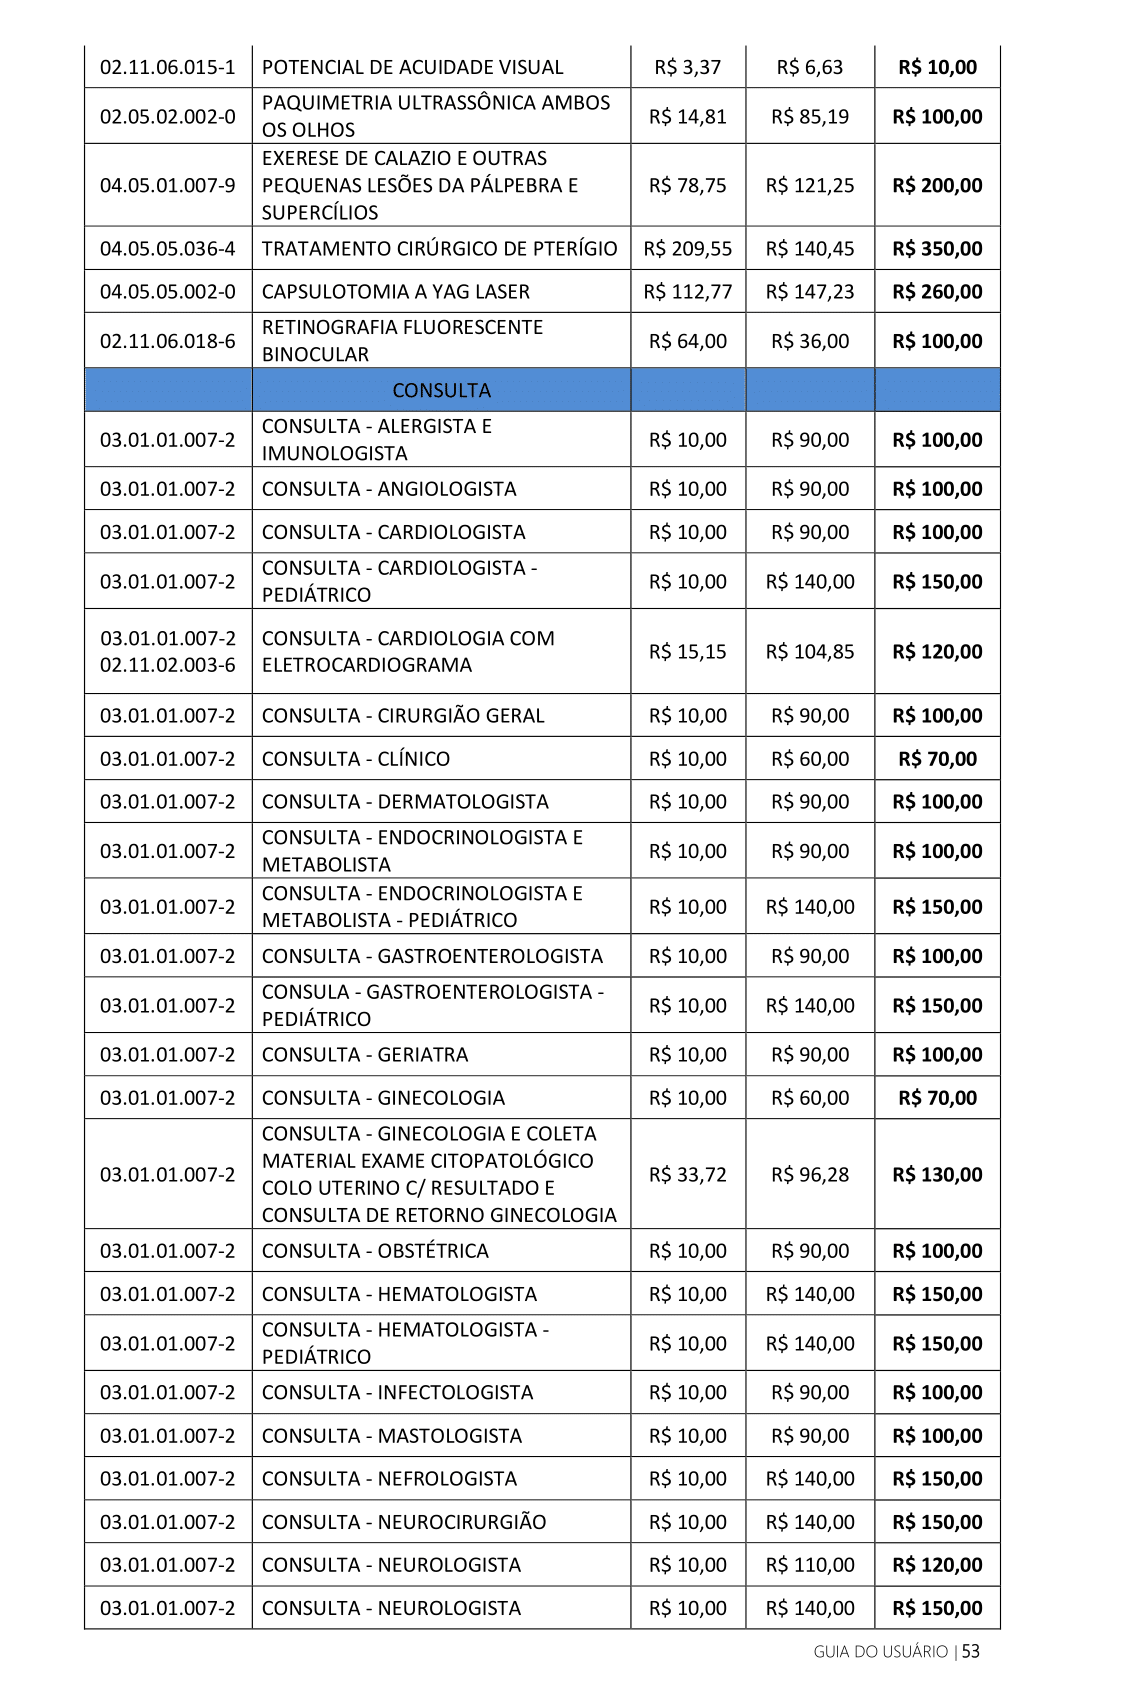 02.11.06.015-1 POTENCIAL DE ACUIDADE VISUAL R$ 3,37 R$ 6,63 R$ 10,00
02.05.02.002-0 PAQUIMETRIA ULTRASSÔNICA AMBOS
OS OLHOS R$ 14,81 R$ 85,19 R$ 100,00
04.05.01.007-9 EXERESE DE CALAZIO E OUTRAS
PEQUENAS LESÕES DA PÁLPEBRA E
SUPERCÍLIOS R$ 78,75 R$ 121,25 R$ 200,00
04.05.05.036-4 TRATAMENTO CIRÚRGICO DE PTERÍGIO R$ 209,55 R$ 140,45 R$ 350,00
04.05.05.002-0 CAPSULOTOMIA A YAG LASER R$ 112,77 R$ 147,23 R$ 260,00
02.11.06.018-6 RETINOGRAFIA FLUORESCENTE
BINOCULAR R$ 64,00 R$ 36,00 R$ 100,00
CONSULTA
03.01.01.007-2 CONSULTA - ALERGISTA E
IMUNOLOGISTA R$ 10,00 R$ 90,00 R$ 100,00
03.01.01.007-2 CONSULTA - ANGIOLOGISTA R$ 10,00 R$ 90,00 R$ 100,00
03.01.01.007-2 CONSULTA - CARDIOLOGISTA R$ 10,00 R$ 90,00 R$ 100,00
03.01.01.007-2 CONSULTA - CARDIOLOGISTA -
PEDIÁTRICO R$ 10,00 R$ 140,00 R$ 150,00
03.01.01.007-2 CONSULTA - CARDIOLOGIA COM
02.11.02.003-6 ELETROCARDIOGRAMA R$ 15,15 R$ 104,85 R$ 120,00
03.01.01.007-2 CONSULTA - CIRURGIÃO GERAL R$ 10,00 R$ 90,00 R$ 100,00
03.01.01.007-2 CONSULTA - CLÍNICO R$ 10,00 R$ 60,00 R$ 70,00
03.01.01.007-2 CONSULTA - DERMATOLOGISTA R$ 10,00 R$ 90,00 R$ 100,00
03.01.01.007-2 CONSULTA - ENDOCRINOLOGISTA E
METABOLISTA R$ 10,00 R$ 90,00 R$ 100,00
03.01.01.007-2 CONSULTA - ENDOCRINOLOGISTA E
METABOLISTA - PEDIÁTRICO R$ 10,00 R$ 140,00 R$ 150,00
03.01.01.007-2 CONSULTA - GASTROENTEROLOGISTA R$ 10,00 R$ 90,00 R$ 100,00
03.01.01.007-2 CONSULA - GASTROENTEROLOGISTA -
PEDIÁTRICO R$ 10,00 R$ 140,00 R$ 150,00
03.01.01.007-2 CONSULTA - GERIATRA R$ 10,00 R$ 90,00 R$ 100,00
03.01.01.007-2 CONSULTA - GINECOLOGIA R$ 10,00 R$ 60,00 R$ 70,00
03.01.01.007-2 CONSULTA - GINECOLOGIA E COLETA
MATERIAL EXAME CITOPATOLÓGICO
COLO UTERINO C/ RESULTADO E
CONSULTA DE RETORNO GINECOLOGIA R$ 33,72 R$ 96,28 R$ 130,00
03.01.01.007-2 CONSULTA - OBSTÉTRICA R$ 10,00 R$ 90,00 R$ 100,00
03.01.01.007-2 CONSULTA - HEMATOLOGISTA R$ 10,00 R$ 140,00 R$ 150,00
03.01.01.007-2 CONSULTA - HEMATOLOGISTA -
PEDIÁTRICO R$ 10,00 R$ 140,00 R$ 150,00
03.01.01.007-2 CONSULTA - INFECTOLOGISTA R$ 10,00 R$ 90,00 R$ 100,00
03.01.01.007-2 CONSULTA - MASTOLOGISTA R$ 10,00 R$ 90,00 R$ 100,00
03.01.01.007-2 CONSULTA - NEFROLOGISTA R$ 10,00 R$ 140,00 R$ 150,00
03.01.01.007-2 CONSULTA - NEUROCIRURGIÃO R$ 10,00 R$ 140,00 R$ 150,00
03.01.01.007-2 CONSULTA - NEUROLOGISTA R$ 10,00 R$ 110,00 R$ 120,00
03.01.01.007-2 CONSULTA - NEUROLOGISTA R$ 10,00 R$ 140,00 R$ 150,00
GUIA DO USUÁRIO | 53